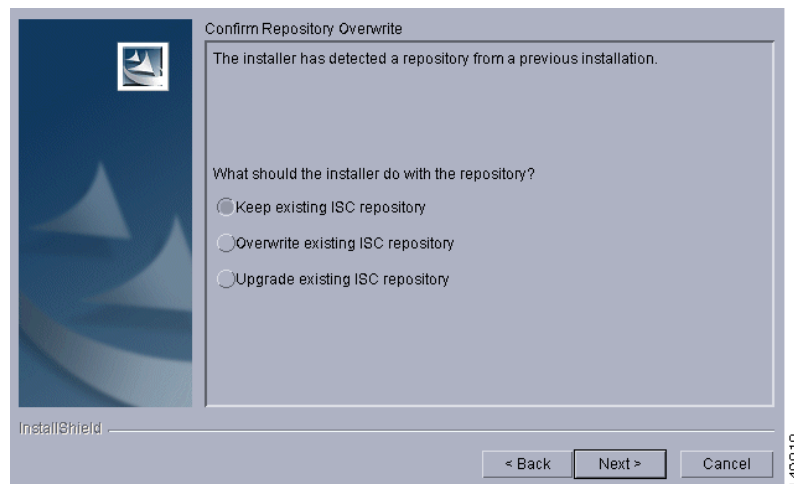 Confirm Repository Overwrite
The installer has detected a repository from a previous installation.
What should the installer do with the repository?
Keep existing ISC repository
Overwrite existing ISC repository
Upgrade existing ISC repository
InstallShield
< Back
Next >
Cancel